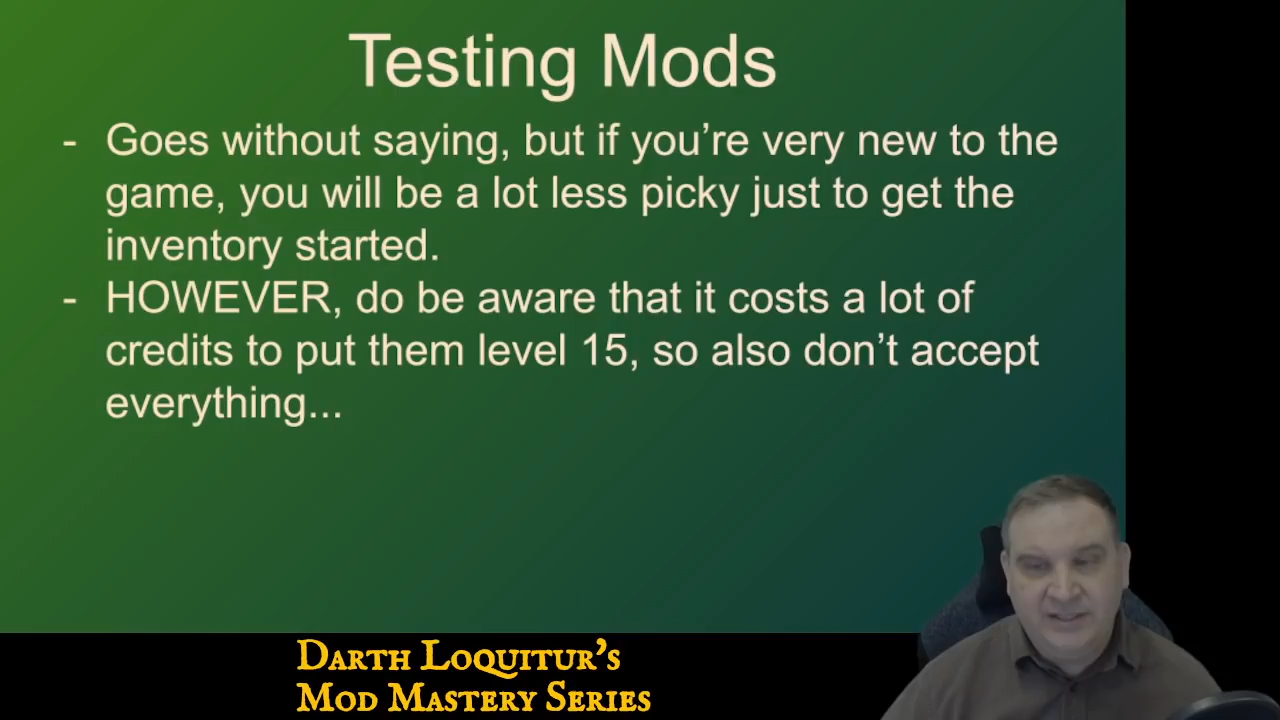 Testing Mods
- Goes without saying, but if you’re very new to the
game, you will be a lot less picky just to get the
inventory started.
- HOWEVER, do be aware that it costs a lot of
credits to put them level 15, so also don’t accept
everything...
Darth Loquitur’s
Mod Mastery Series